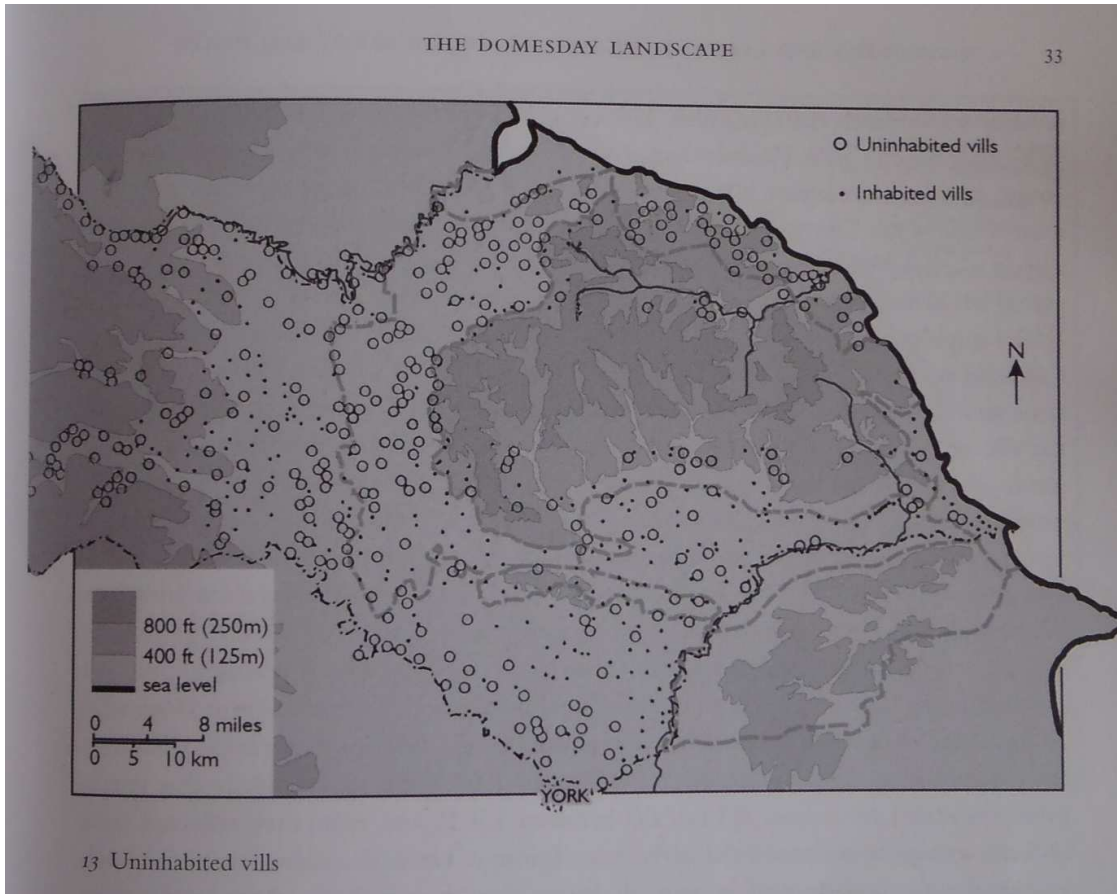 THE DOMESDAY LANDSCAPE
33
Uninhabited vills
Inhabited vills
N
800 ft (250m)
400 ft (125m)
sea level
0 4 8 miles
0 5 10 km
YORK
13 Uninhabited vills